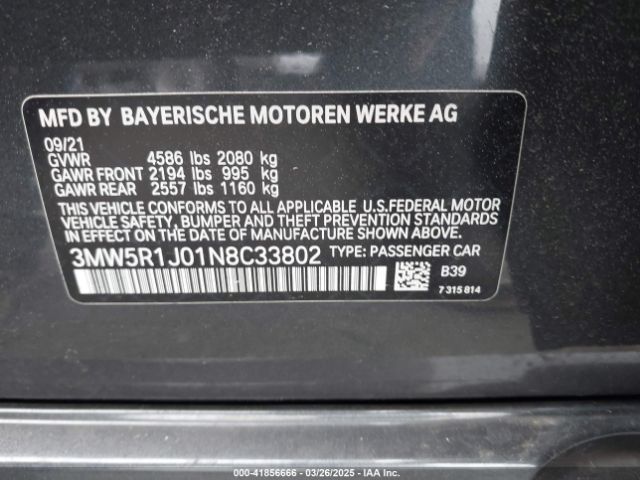 MFD BY BAYERISCHE MOTOREN WERKE AG
09/21
GVWR 4586 lbs 2080 kg
GAWR FRONT 2194 lbs 995 kg
GAWR REAR 2557 lbs 1160 kg
THIS VEHICLE CONFORMS TO ALL APPLICABLE U.S.FEDERAL MOTOR
VEHICLE SAFETY, BUMPER AND THEFT PREVENTION STANDARDS
IN EFFECT ON THE DATE OF MANUFACTURE SHOWN ABOVE.
3MW5R1J01N8C33802 TYPE: PASSENGER CAR
B39
7 315 814
000-41856666 - 03/26/2025 - IAA Inc.